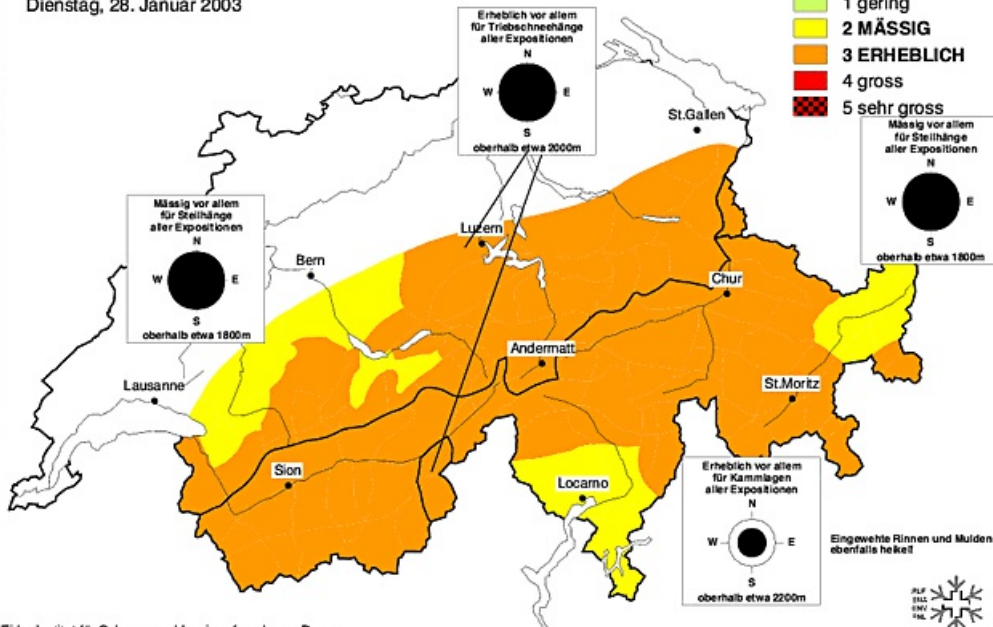 Dienstag, 28. Januar 2003
1 gering
2 MÄSSIG
3 ERHEBLICH
4 gross
5 sehr gross
Erheblich vor allem
für Triebschneehänge
aller Expositionen
N
W E
S
oberhalb etwa 2000m
St.Gallen
Mässig vor allem
für Steilhänge
aller Expositionen
N
W E
S
oberhalb etwa 1800m
Mässig vor allem
für Steilhänge
aller Expositionen
N
W E
S
oberhalb etwa 1800m
Luzern
Bern
Chur
Andermatt
Lausanne
St.Moritz
Sion
Locarno
Erheblich vor allem
für Kammlagen
aller Expositionen
N
W E
S
oberhalb etwa 2200m
Eingewehte Rinnen und Mulden
ebenfalls heikel!